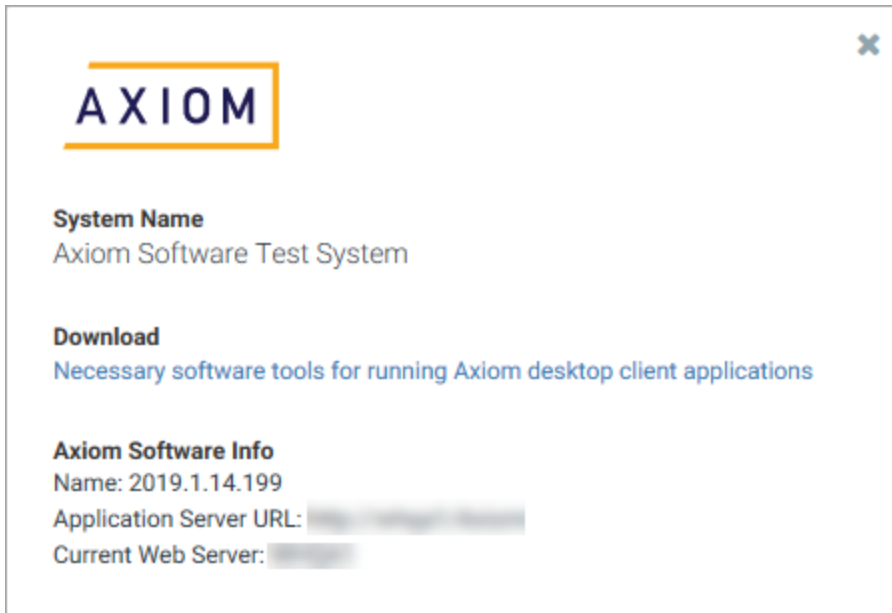 AXIOM
System Name
Axiom Software Test System
Download
Necessary software tools for running Axiom desktop client applications
Axiom Software Info
Name: 2019.1.14.199
Application Server URL:
Current Web Server: